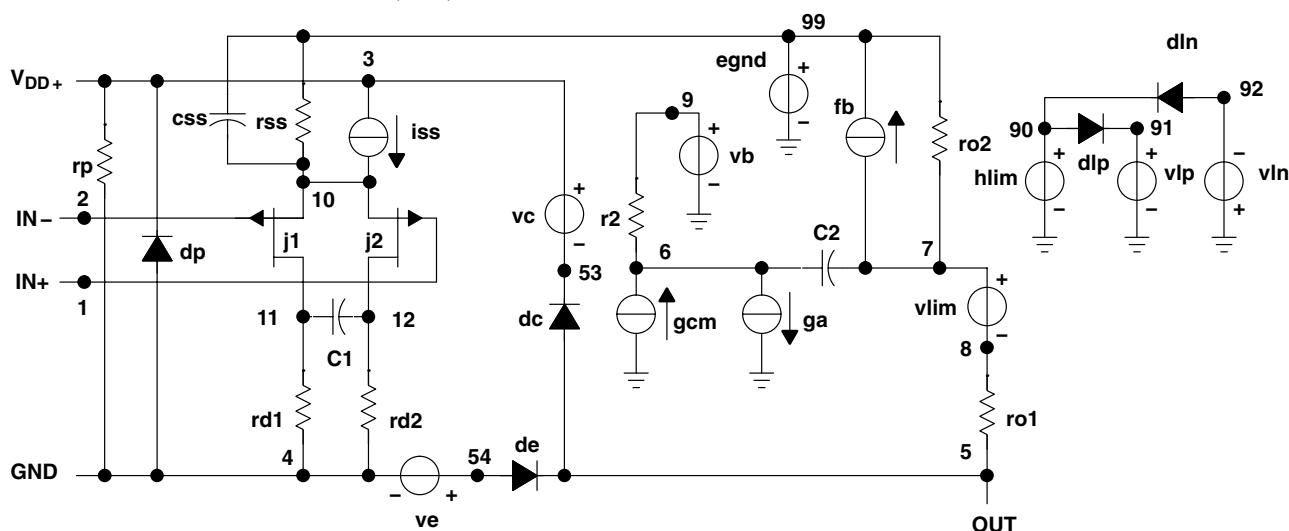 99
dln
3
egnd
VDD+
92
9
fb
css
rss
iss
90
91
vb
ro2
rp
dlp
hlim
vlp
vln
2
10
vc
r2
IN−
C2
j1
j2
dp
6
7
IN+
53
1
vlim
11
12
dc
gcm
ga
8
C1
rd1
rd2
ro1
de
4
54
5
GND
ve
OUT